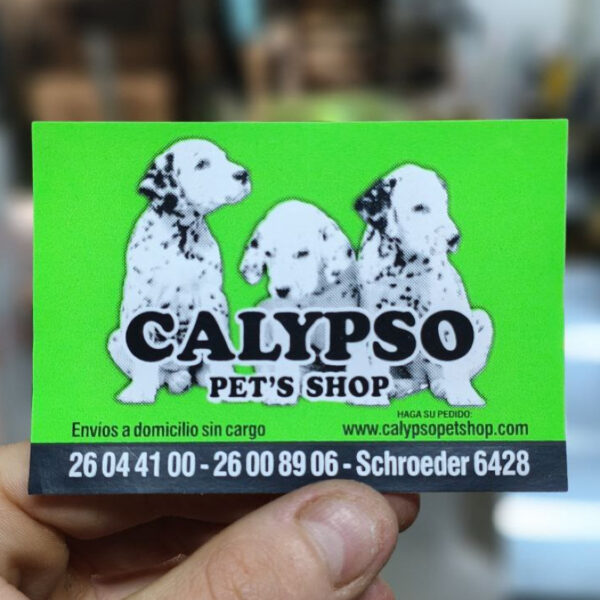 CALYPSO
PET'S SHOP
HAGA SU PEDIDO:
Envíos a domicilio sin cargo
www.calypsopetshop.com
26 04 41 00 - 26 00 89 06 - Schroeder 6428